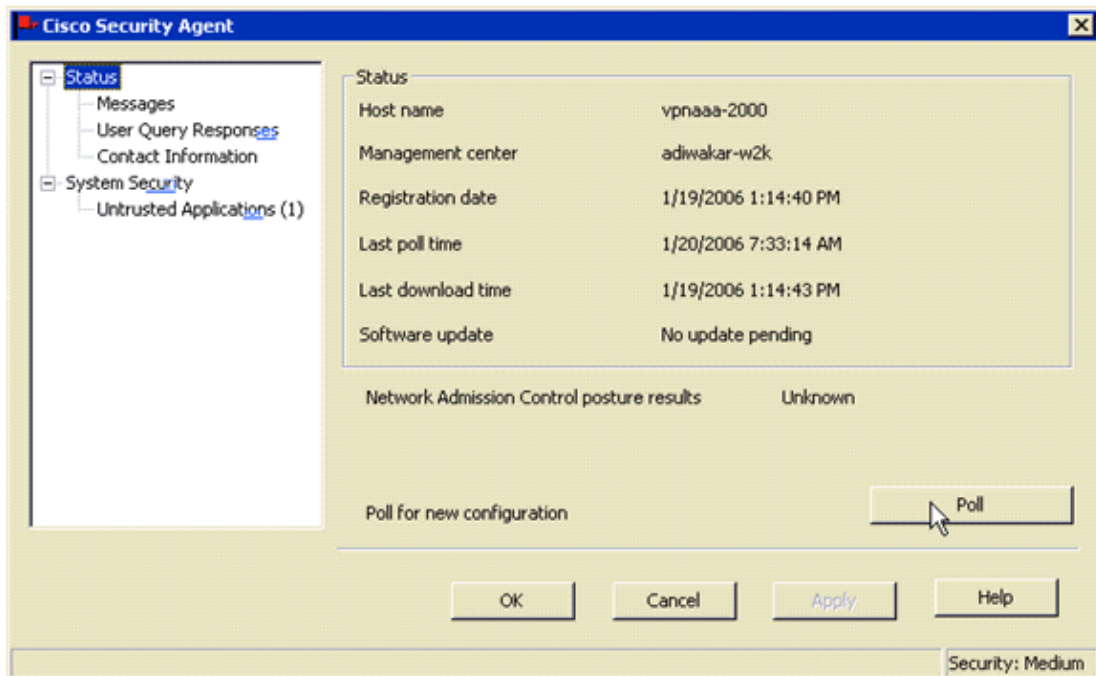 Cisco Security Agent
Status
Messages
User Query Responses
Contact Information
System Security
Untrusted Applications (1)
Status
Host name vpnaaa-2000
Management center adiwakar-w2k
Registration date 1/19/2006 1:14:40 PM
Last poll time 1/20/2006 7:33:14 AM
Last download time 1/19/2006 1:14:43 PM
Software update No update pending
Network Admission Control posture results Unknown
Poll for new configuration Poll
OK Cancel Apply Help
Security: Medium